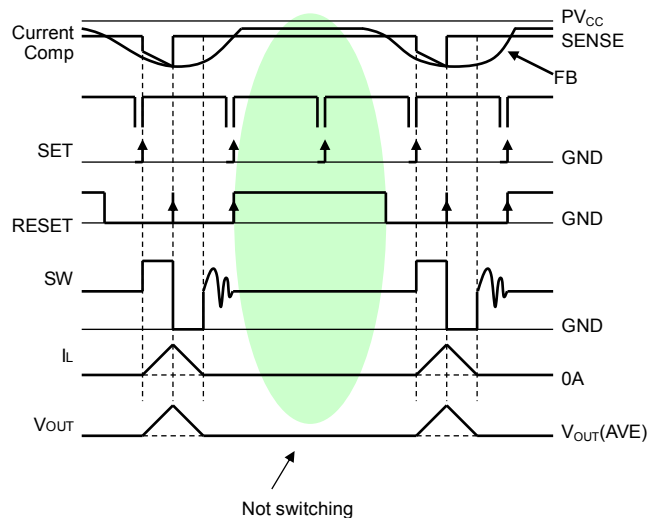 PVCC
Current
Comp
SENSE
FB
SET
GND
RESET
GND
SW
GND
IL
0A
VOUT
VOUT(AVE)
Not switching